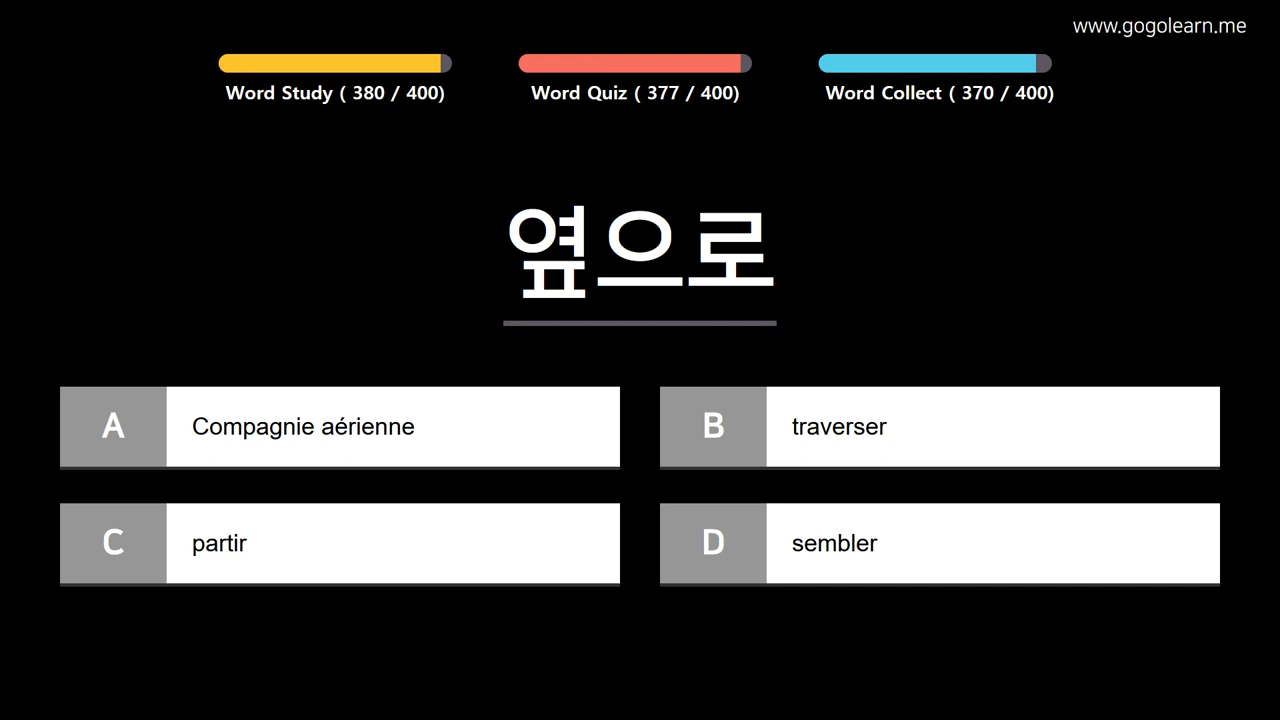 www.gogolearn.me
Word Study ( 380 / 400)
Word Quiz ( 377 / 400)
Word Collect ( 370 / 400)
옆으로
A
Compagnie aérienne
B
traverser
C
partir
D
sembler